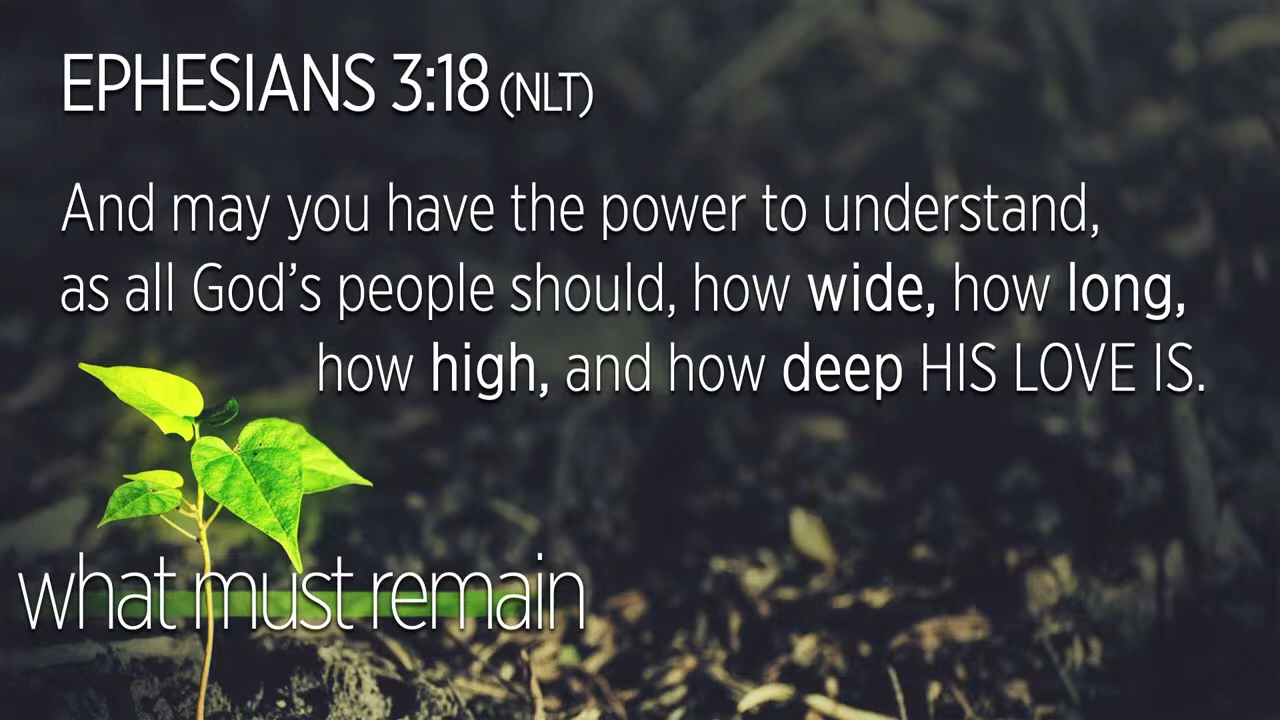 EPHESIANS 3:18 (NLT)
And may you have the power to understand,
as all God’s people should, how wide, how long,
how high, and how deep HIS LOVE IS.
what must remain